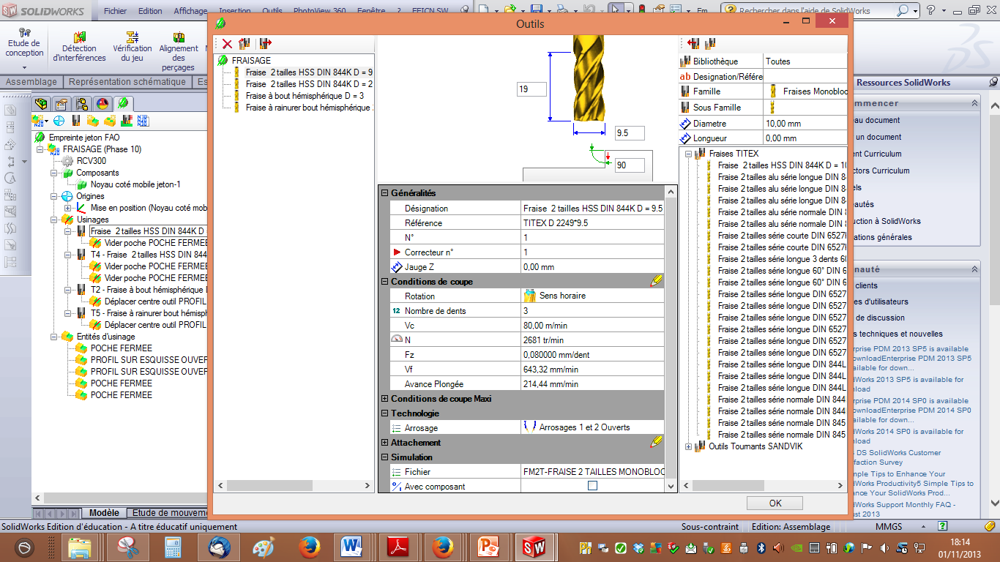 SOLIDWORKS
Fichier Edition Affichage Insertion Outils PhotoView 360 Fenêtre ? EFICN SW
Em
Rechercher dans l'aide de SolidWorks
Outils
Etude de conception
Détection d'interférences
Vérification du jeu
Alignement des perçages
Assemblage
Représentation schématique
Empreinte jeton FAO
FRAISAGE (Phase 10)
RCV300
Composants
Noyau coté mobile jeton-1
Origines
Mise en position (Noyau coté mob
Usinages
Fraise 2 tailles HSS DIN 844K D
Vider poche POCHE FERMEE
T4 - Fraise 2 tailles HSS DIN 844
Vider poche POCHE FERMEE
Vider poche POCHE FERMEE
T2 - Fraise à bout hémisphérique
Déplacer centre outil PROFIL
T5 - Fraise à rainurer bout hémisph
Déplacer centre outil PROFIL
Entités d'usinage
POCHE FERMEE
PROFIL SUR ESQUISSE OUVER
PROFIL SUR ESQUISSE OUVER
POCHE FERMEE
POCHE FERMEE
Modèle
Etude de mouveme
FRAISAGE
Fraise 2 tailles HSS DIN 844K D = 9
Fraise 2 tailles HSS DIN 844K D = 2
Fraise à bout hémisphérique D = 3
Fraise à rainurer bout hémisphérique
19
9.5
90
Généralités
Désignation Fraise 2 tailles HSS DIN 844K D = 9.5
Référence TITEX D 2249*9.5
N° 1
Correcteur n° 1
Jauge Z 0,00 mm
Conditions de coupe
Rotation Sens horaire
12 Nombre de dents 3
Vc 80,00 m/min
N 2681 tr/min
Fz 0,080000 mm/dent
Vf 643,32 mm/min
Avance Plongée 214,44 mm/min
Conditions de coupe Maxi
Technologie
Arrosage Arrosages 1 et 2 Ouverts
Attachement
Simulation
Fichier FM2T-FRAISE 2 TAILLES MONOBLOC
Avec composant
Bibliothèque Toutes
ab Designation/Référe
Famille Fraises Monobloc
Sous Famille
Diametre 10,00 mm
Longueur 0,00 mm
Fraises TITEX
Fraise 2 tailles HSS DIN 844K D = 10
Fraise 2 tailles alu série longue DIN 84
Fraise 2 tailles alu série longue DIN 84
Fraise 2 tailles alu série longue DIN 84
Fraise 2 tailles alu série normale DIN 8
Fraise 2 tailles alu série normale DIN 8
Fraise 2 tailles série courte DIN 6527
Fraise 2 tailles série courte DIN 6527
Fraise 2 tailles série longue 3 dents 60
Fraise 2 tailles série longue 60° DIN 6
Fraise 2 tailles série longue 60° DIN 6
Fraise 2 tailles série longue DIN 6527
Fraise 2 tailles série longue DIN 6527
Fraise 2 tailles série longue DIN 6527
Fraise 2 tailles série longue DIN 6527
Fraise 2 tailles série longue DIN 6527
Fraise 2 tailles série longue DIN 6527
Fraise 2 tailles série longue DIN 844L
Fraise 2 tailles série longue DIN 844L
Fraise 2 tailles série longue DIN 844L
Fraise 2 tailles série normale DIN 844
Fraise 2 tailles série normale DIN 844
Fraise 2 tailles série normale DIN 845
Fraise 2 tailles série normale DIN 845
Outils Tournants SANDVIK
OK
Ressources SolidWorks
mmencer
au document
un document
ent Curriculum
ctors Curriculum
els
eautés
uction à SolidWorks
ations générales
nauté
clients
es d'utilisateurs
de discussion
s techniques et nouvelles
rprise PDM 2013 SP5 is available
ownloadEnterprise PDM 2013 SP5
vailable for down...
dWorks 2013 SP5 is available for
nload
rprise PDM 2014 SP0 is available
ownloadEnterprise PDM 2014 SP0
ailable for down...
dWorks 2014 SP0 is available for
nload
DS SolidWorks Customer
faction Survey
mple Tips to Enhance Your
dWorks Productivity5 Simple Tips to
ance Your SolidWorks Prod...
dWorks Support Monthly FAQ -
ust 2013
SolidWorks Edition d'éducation - A titre éducatif uniquement
Sous-contraint Edition: Assemblage MMGS
18:14
01/11/2013